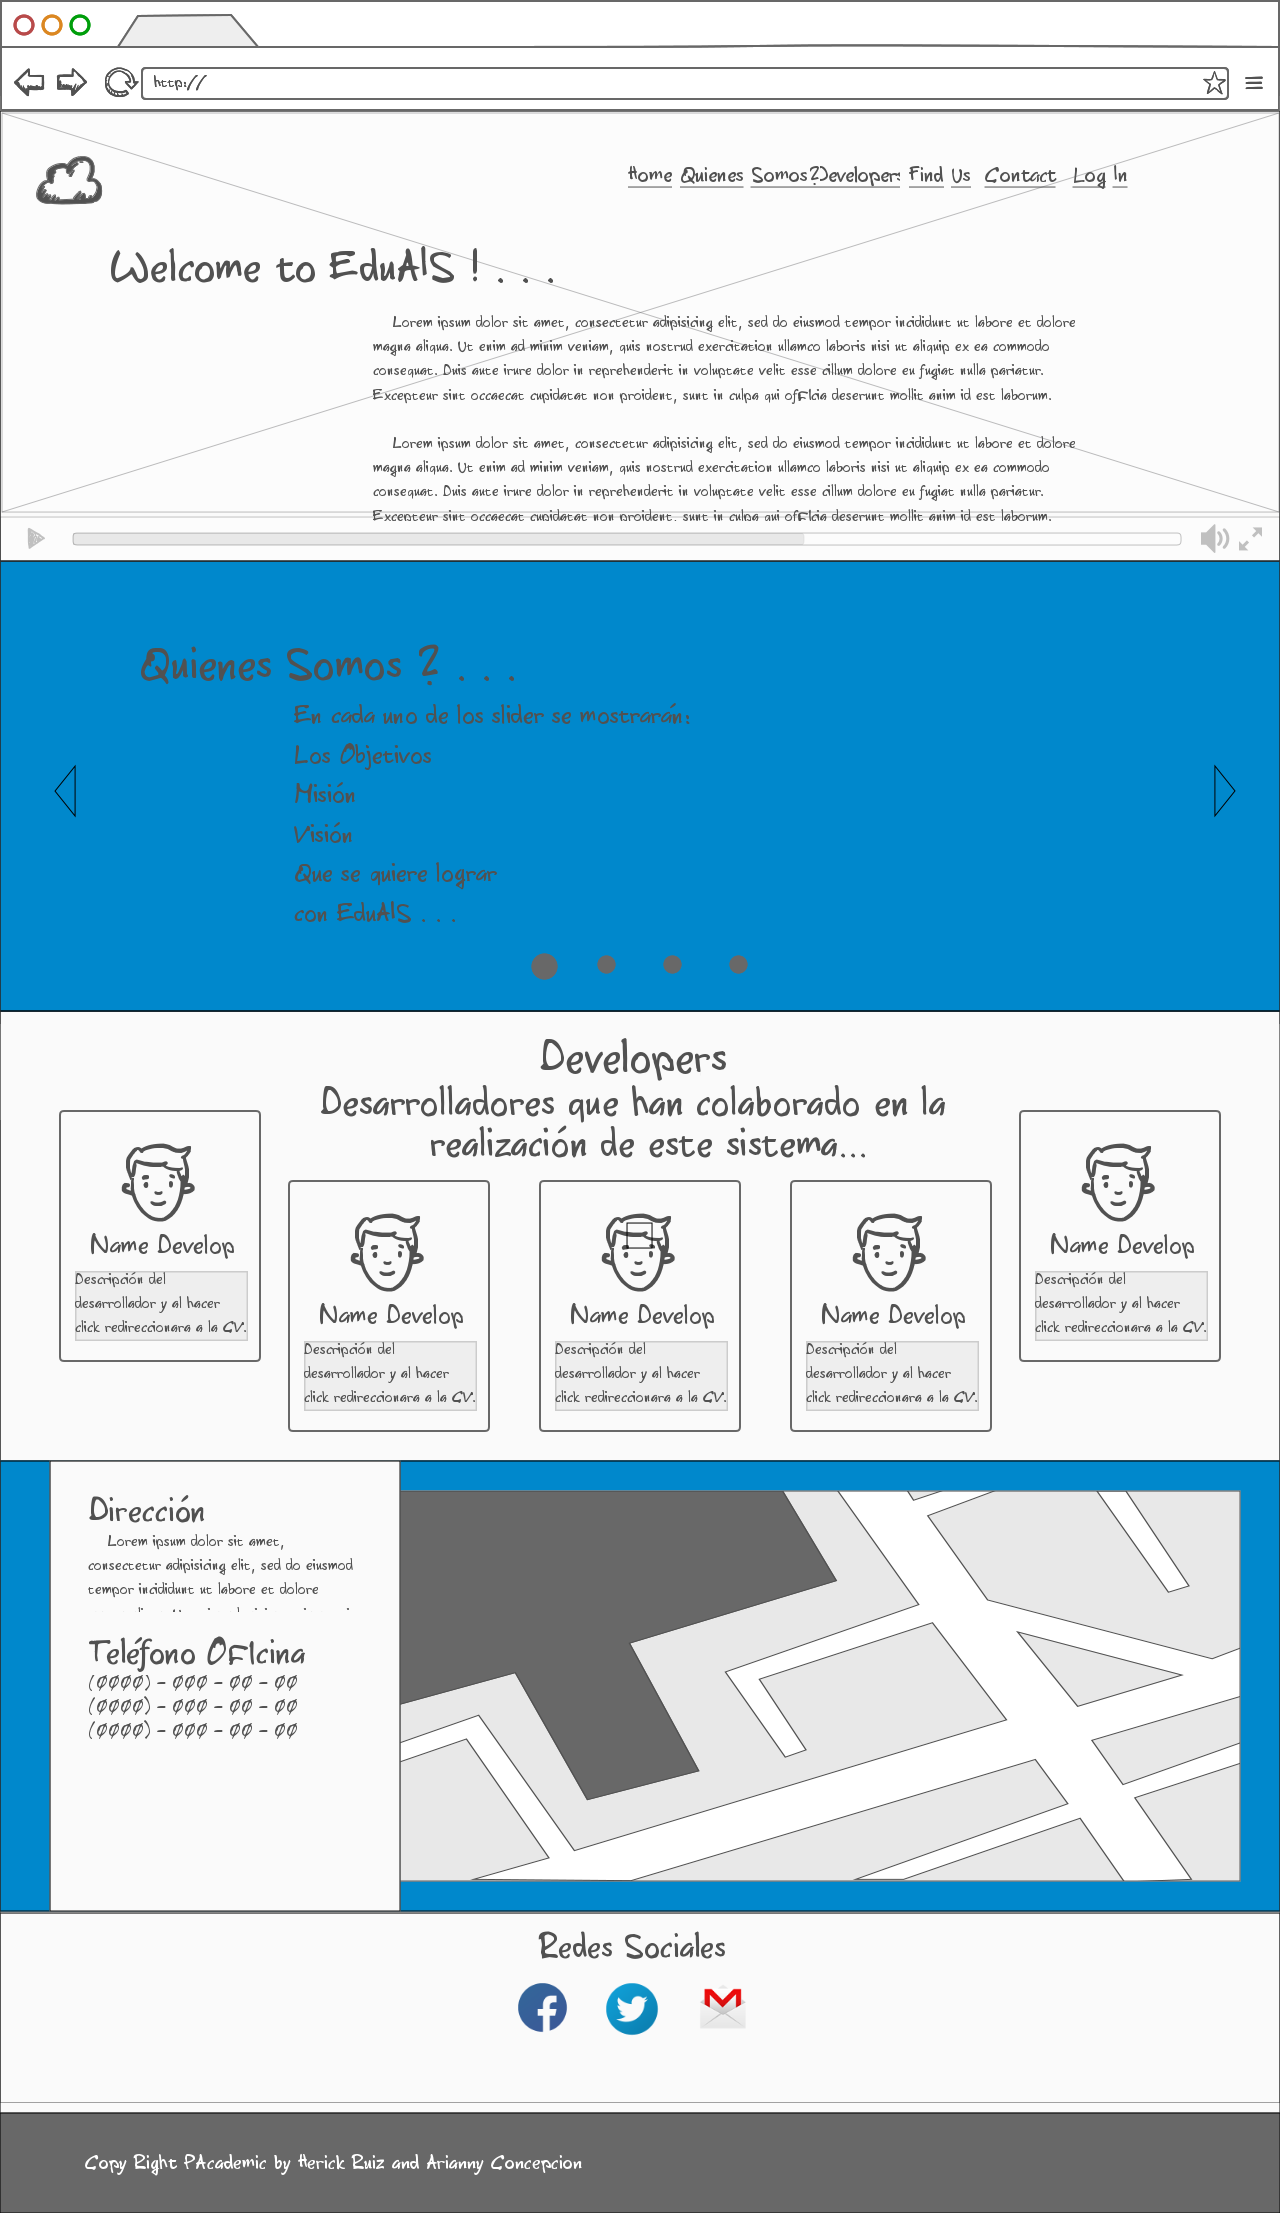 http://
Home Quienes Somos?Developers Find Us Contact Log In
Welcome to EduAIS ! . . .
Lorem ipsum dolor sit amet, consectetur adipisicing elit, sed do eiusmod tempor incididunt ut labore et dolore
magna aliqua. Ut enim ad minim veniam, quis nostrud exercitation ullamco laboris nisi ut aliquip ex ea commodo
consequat. Duis aute irure dolor in reprehenderit in voluptate velit esse cillum dolore eu fugiat nulla pariatur.
Excepteur sint occaecat cupidatat non proident, sunt in culpa qui officia deserunt mollit anim id est laborum.
Lorem ipsum dolor sit amet, consectetur adipisicing elit, sed do eiusmod tempor incididunt ut labore et dolore
magna aliqua. Ut enim ad minim veniam, quis nostrud exercitation ullamco laboris nisi ut aliquip ex ea commodo
consequat. Duis aute irure dolor in reprehenderit in voluptate velit esse cillum dolore eu fugiat nulla pariatur.
Excepteur sint occaecat cupidatat non proident, sunt in culpa qui officia deserunt mollit anim id est laborum.
Quienes Somos ? . . .
En cada uno de los slider se mostrarán:
Los Objetivos
Misión
Visión
Que se quiere lograr
con EduAIS . . .
Developers
Desarrolladores que han colaborado en la
realización de este sistema...
Name Develop
Descripción del
desarrollador y al hacer
click redireccionara a la CV.
Name Develop
Descripción del
desarrollador y al hacer
click redireccionara a la CV.
Name Develop
Descripción del
desarrollador y al hacer
click redireccionara a la CV.
Name Develop
Descripción del
desarrollador y al hacer
click redireccionara a la CV.
Name Develop
Descripción del
desarrollador y al hacer
click redireccionara a la CV.
Dirección
Lorem ipsum dolor sit amet,
consectetur adipisicing elit, sed do eiusmod
tempor incididunt ut labore et dolore
Teléfono Oficina
(0000) - 000 - 00 - 00
(0000) - 000 - 00 - 00
(0000) - 000 - 00 - 00
Redes Sociales
Copy Right PAcademic by Herick Ruiz and Arianny Concepcion